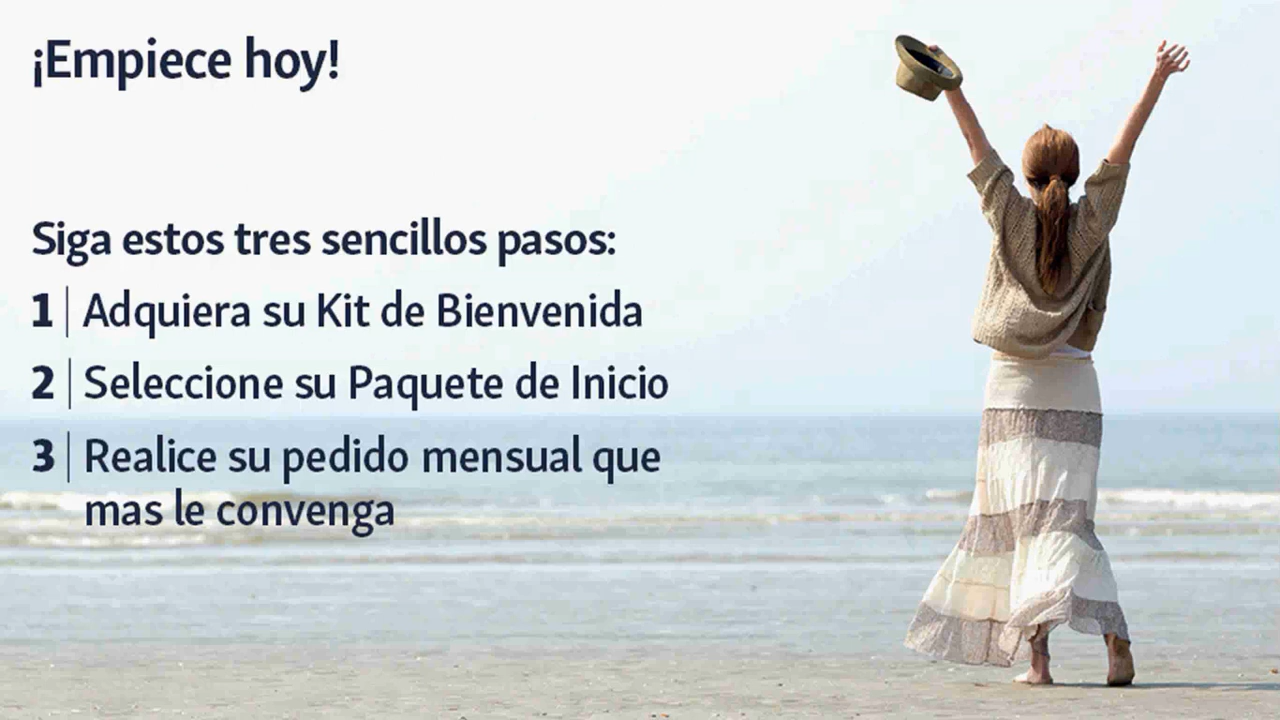 ¡Empiece hoy!
Siga estos tres sencillos pasos:
1 Adquiera su Kit de Bienvenida
2 Seleccione su Paquete de Inicio
3 Realice su pedido mensual que
mas le convenga